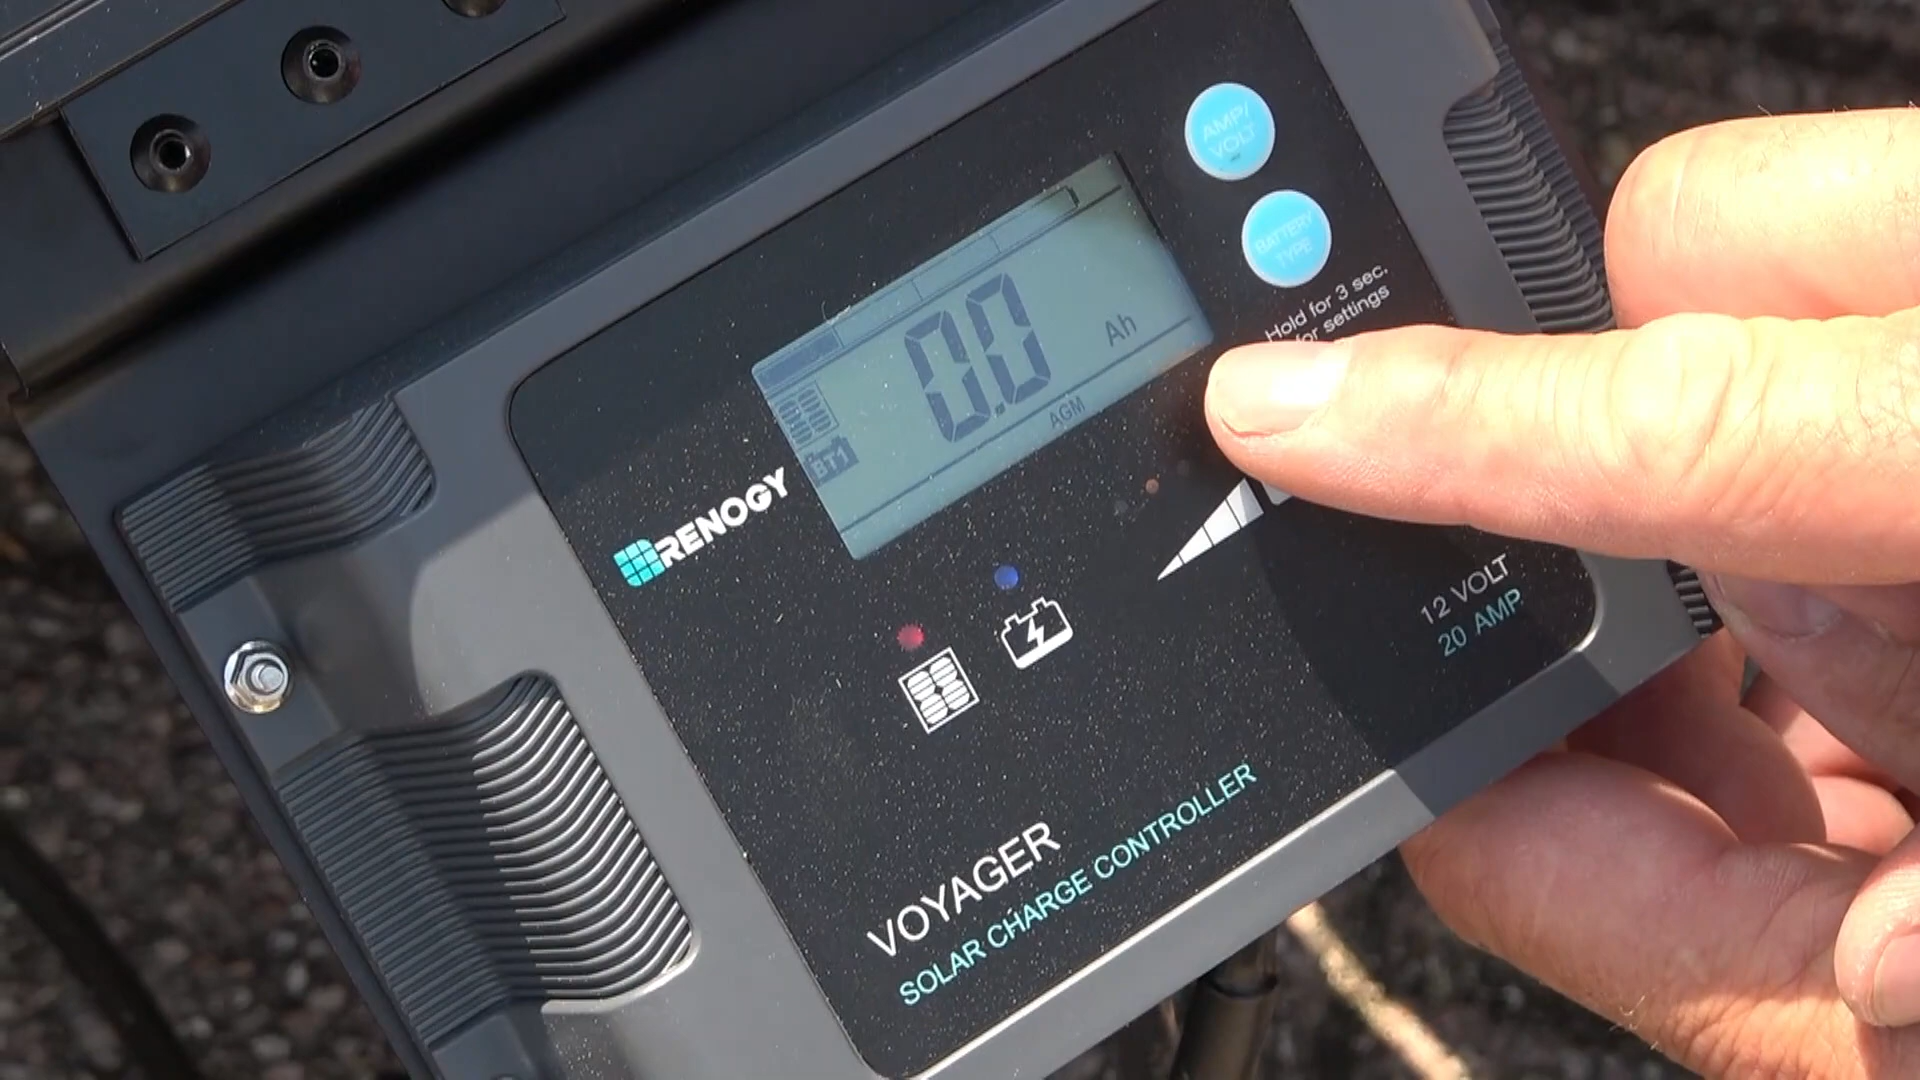 AMP/
VOLT
BATTERY
TYPE
Hold for 3 sec.
for settings
0.0
Ah
BT1
AGM
RENOGY
12 VOLT
20 AMP
VOYAGER
SOLAR CHARGE CONTROLLER